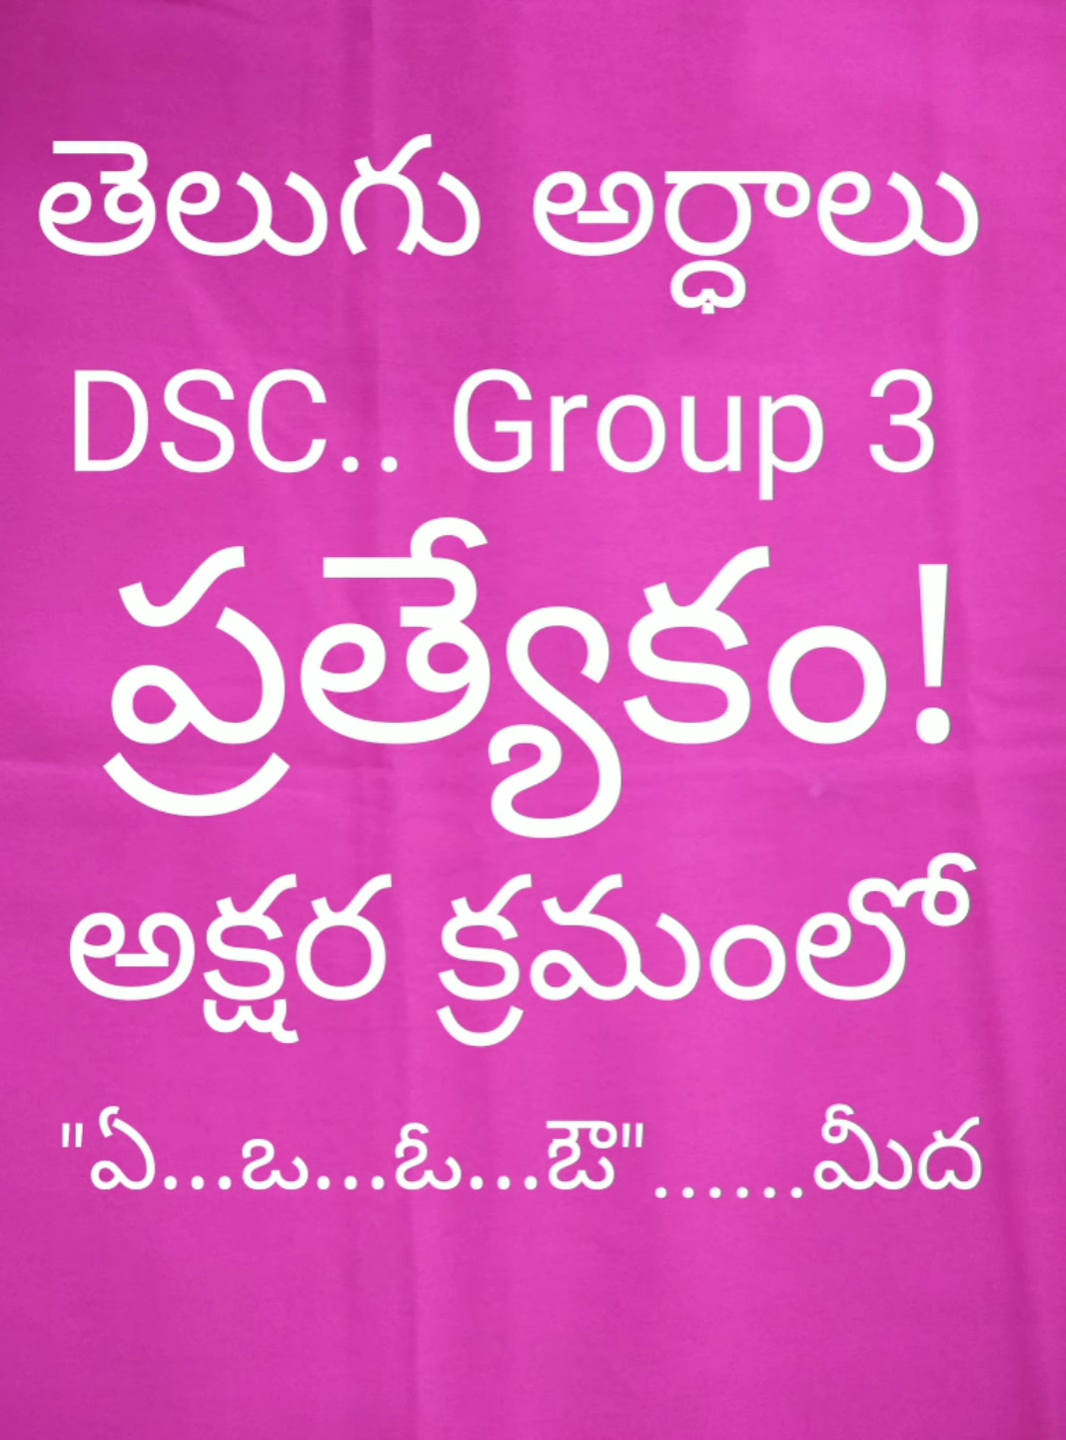 తెలుగు అర్ధాలు
DSC.. Group 3
ప్రత్యేకం!
అక్షర క్రమంలో
"ఏ...ఒ...ఓ...ఔ"......మీద